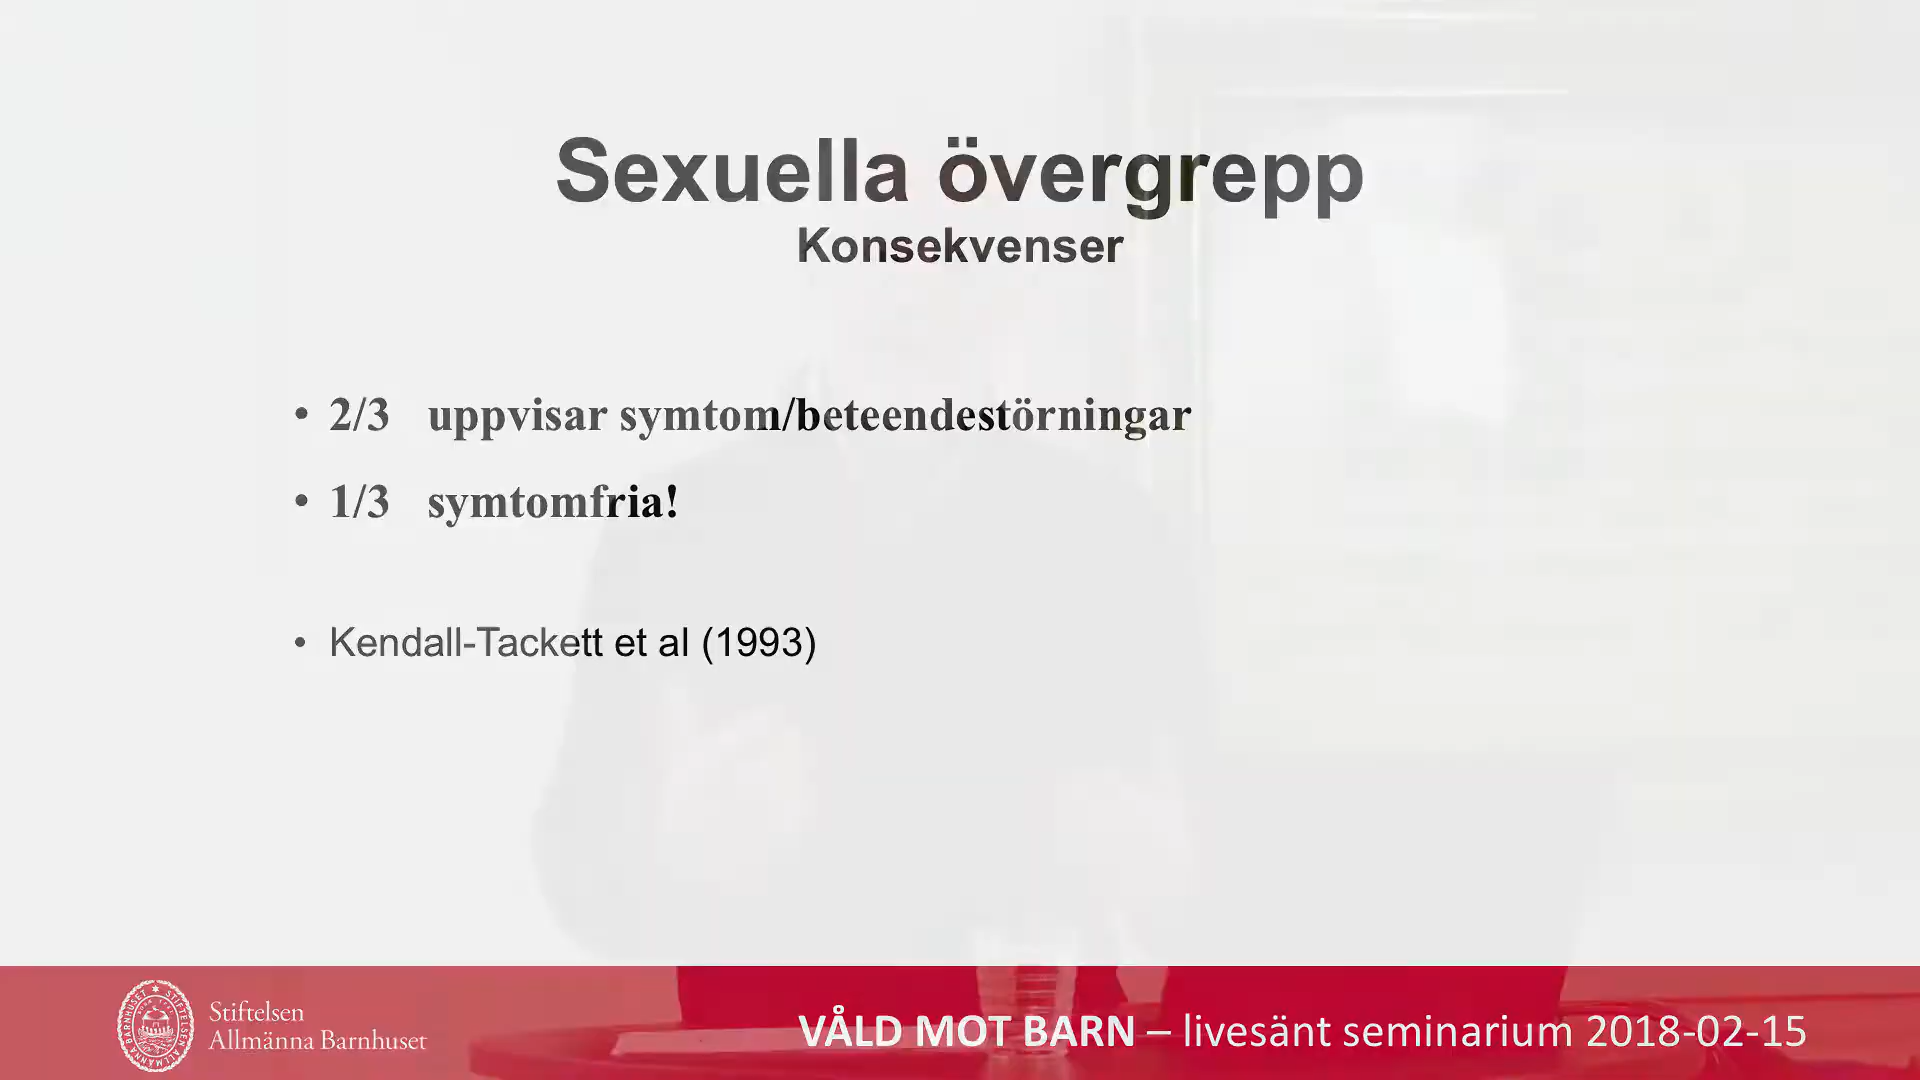 Sexuella övergrepp
Konsekvenser
• 2/3 uppvisar symtom/beteendestörningar
• 1/3 symtomfria!
• Kendall-Tackett et al (1993)
Stiftelsen
Allmänna Barnhuset
VÅLD MOT BARN – livesänt seminarium 2018-02-15